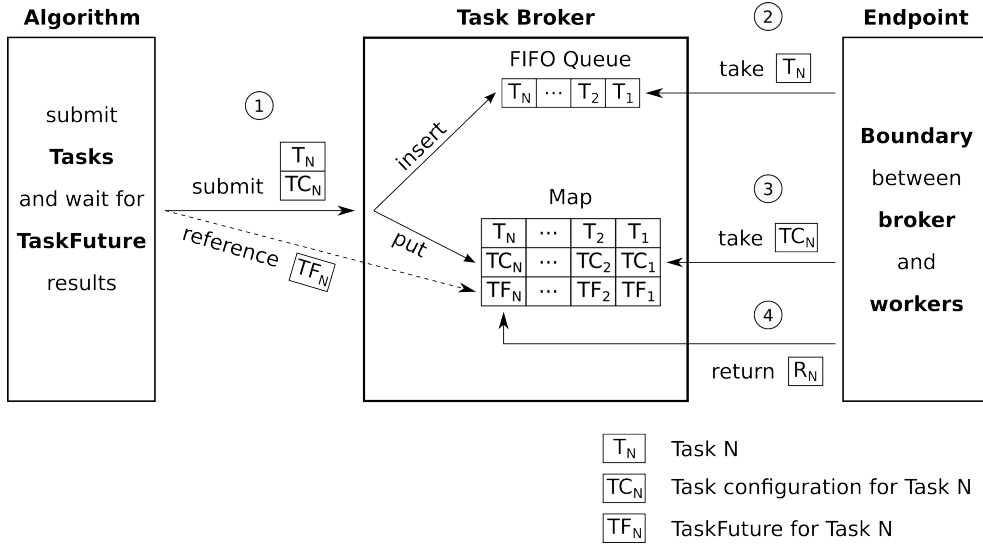 Algorithm
Task Broker
2
Endpoint
submit
Tasks
and wait for
TaskFuture
results
1
submit
T_N
TC_N
reference TF_N
FIFO Queue
T_N ... T_2 T_1
insert
put
Map
T_N ... T_2 T_1
TC_N ... TC_2 TC_1
TF_N ... TF_2 TF_1
take T_N
3
take TC_N
4
return R_N
Boundary
between
broker
and
workers
T_N Task N
TC_N Task configuration for Task N
TF_N TaskFuture for Task N